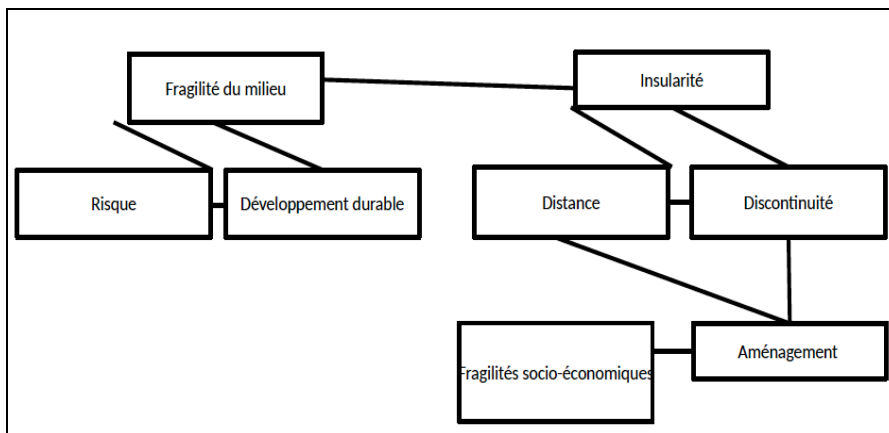 Fragilité du milieu
Insularité
Risque
Développement durable
Distance
Discontinuité
Fragilités socio-économiques
Aménagement